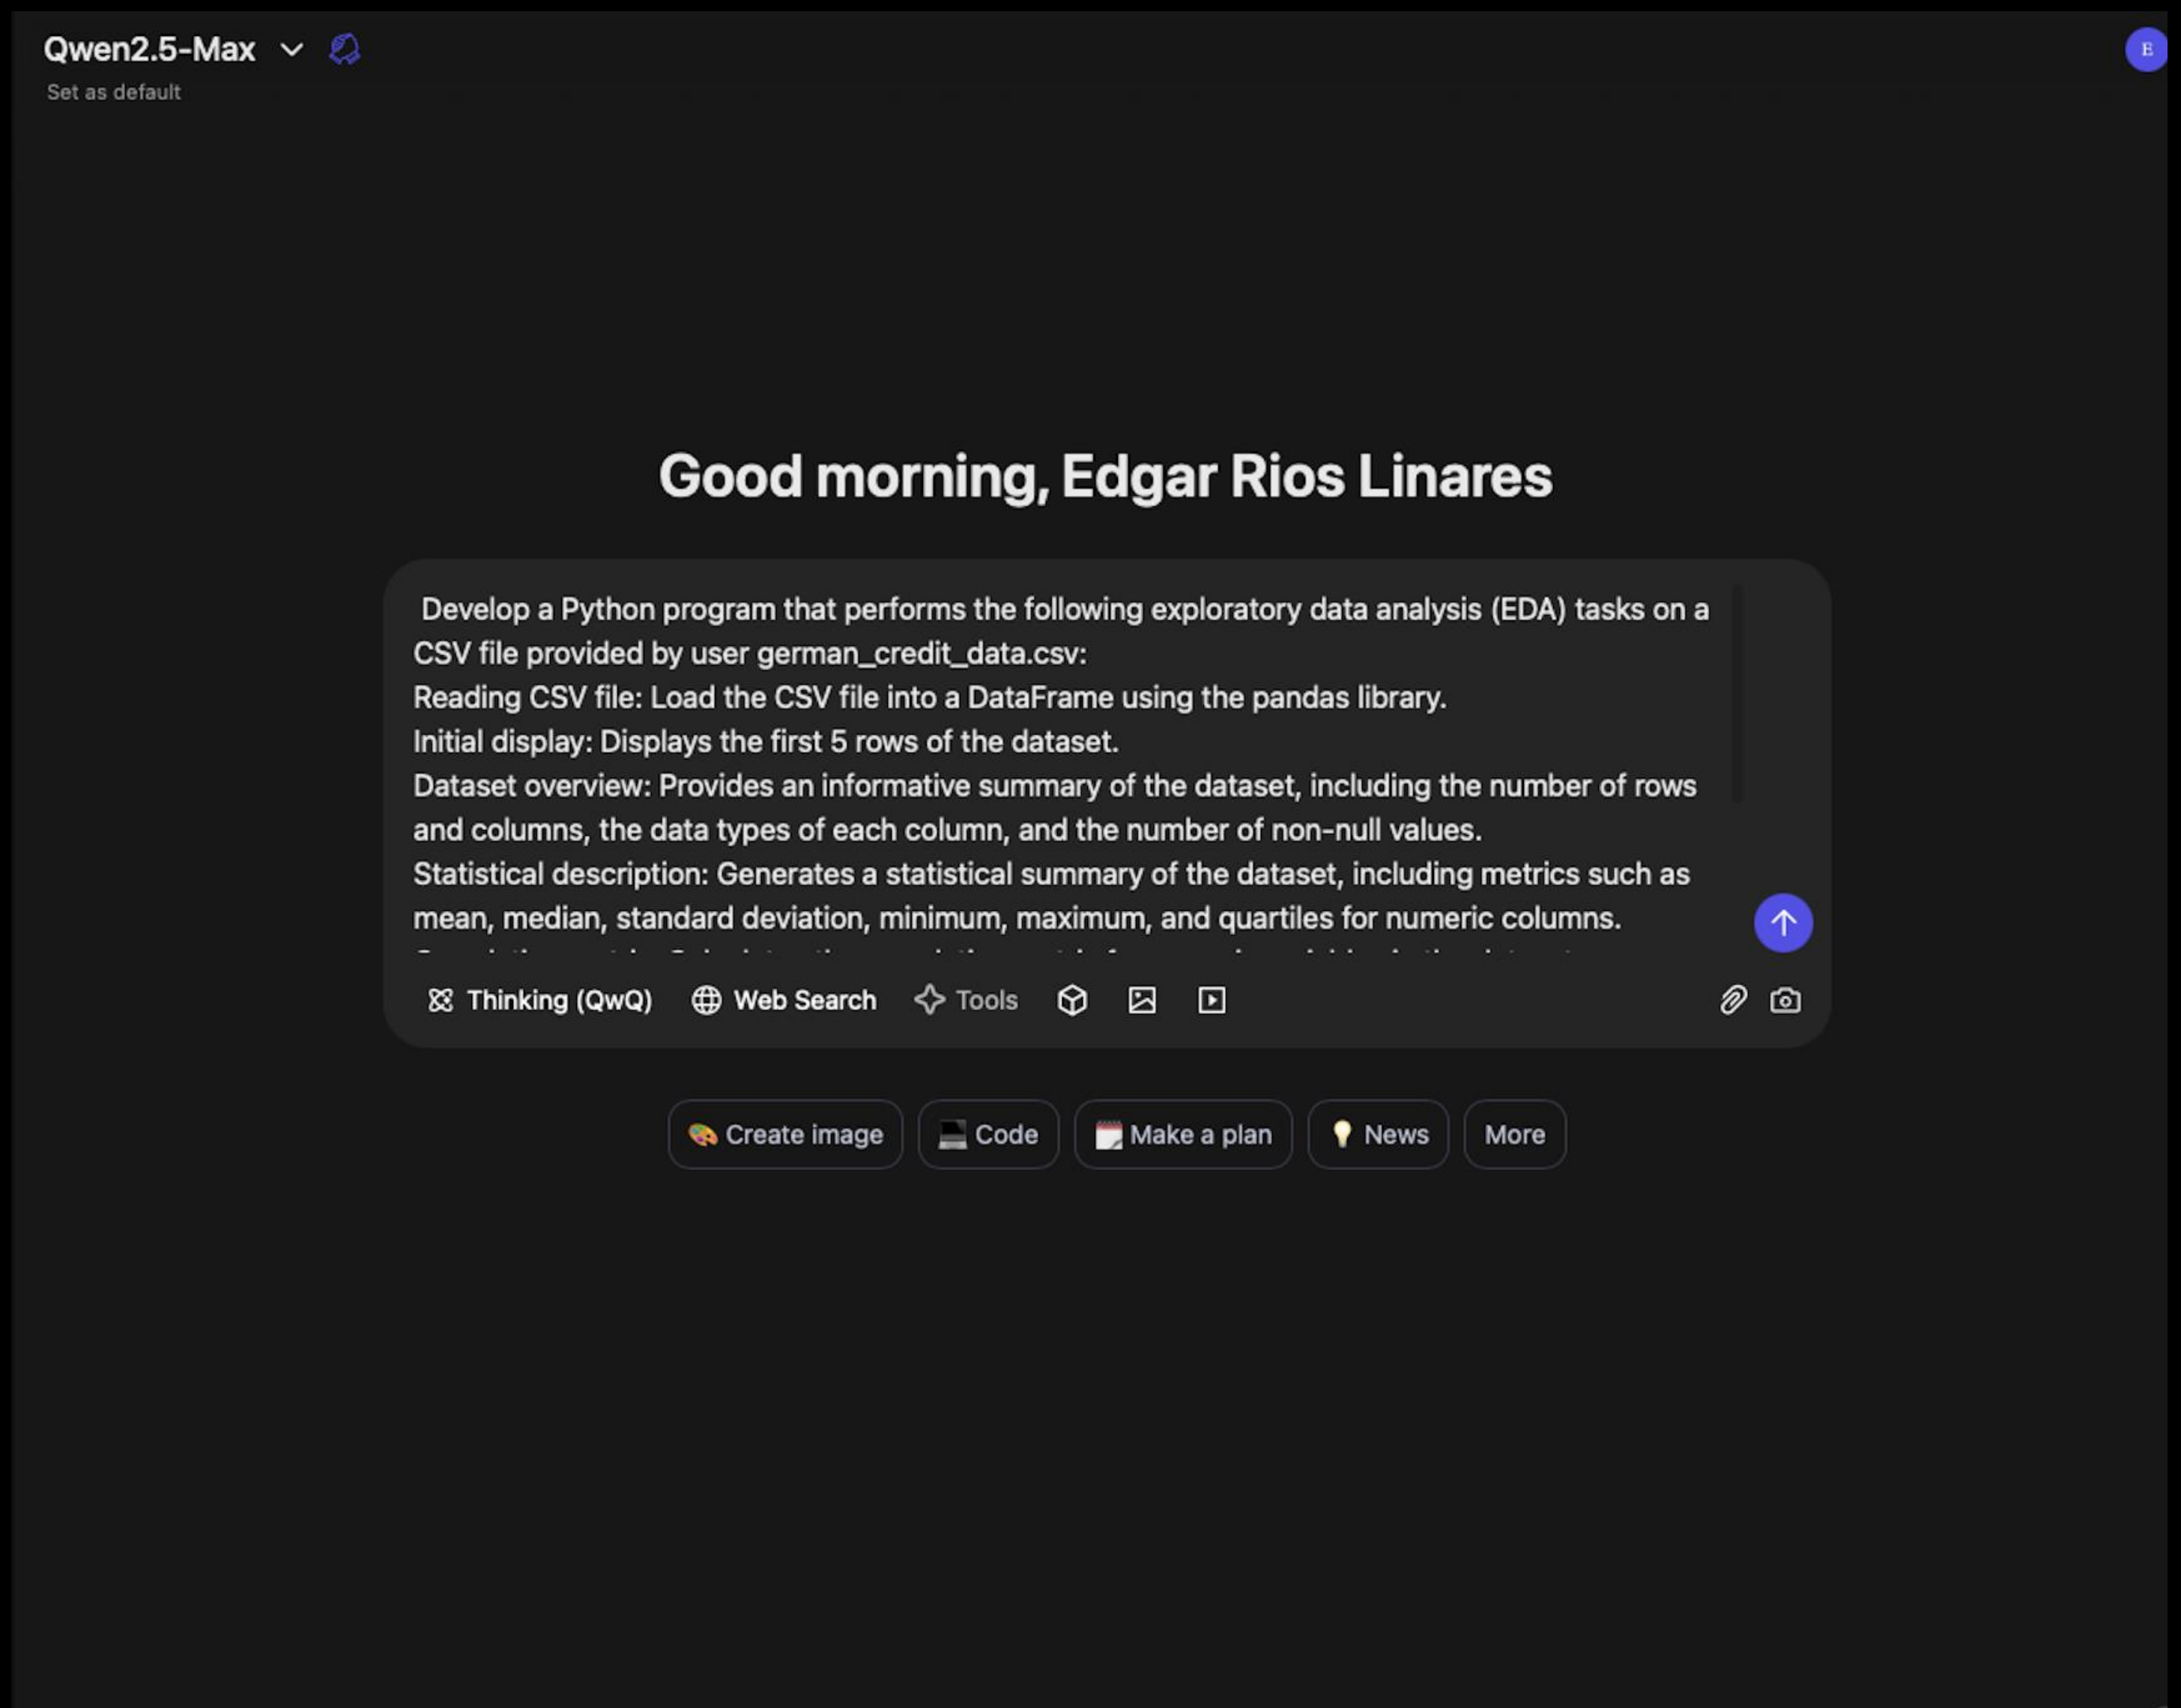 Qwen2.5-Max
Set as default
E
Good morning, Edgar Rios Linares
Develop a Python program that performs the following exploratory data analysis (EDA) tasks on a
CSV file provided by user german_credit_data.csv:
Reading CSV file: Load the CSV file into a DataFrame using the pandas library.
Initial display: Displays the first 5 rows of the dataset.
Dataset overview: Provides an informative summary of the dataset, including the number of rows
and columns, the data types of each column, and the number of non-null values.
Statistical description: Generates a statistical summary of the dataset, including metrics such as
mean, median, standard deviation, minimum, maximum, and quartiles for numeric columns.
Thinking (QwQ) Web Search Tools
Create image Code Make a plan News More